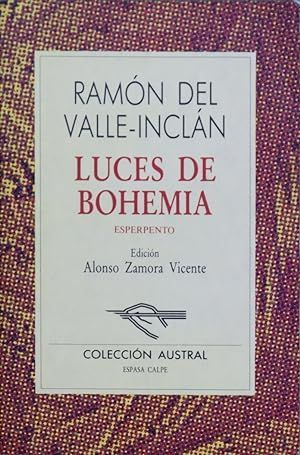 RAMÓN DEL
VALLE-INCLÁN
LUCES DE
BOHEMIA
ESPERPENTO
Edición
Alonso Zamora Vicente
COLECCIÓN AUSTRAL
ESPASA CALPE